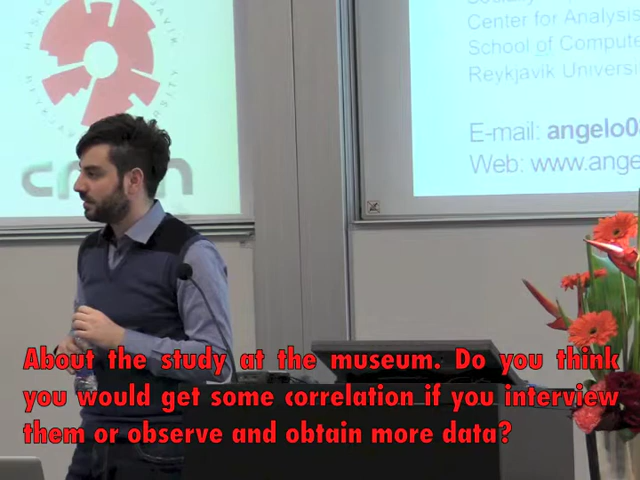 Center for Analysis
School of Compute
Reykjavik Universi
E-mail: angelo0
Web: www.ange
About the study at the museum. Do you think
you would get some correlation if you interview
them or observe and obtain more data?